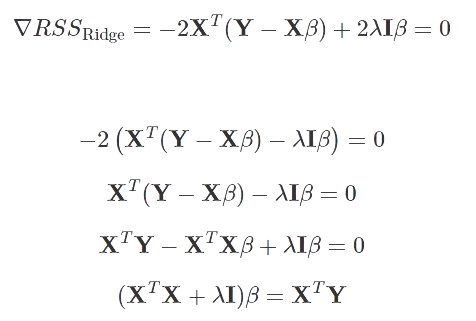 ∇RSS_Ridge = −2𝐗^T(𝐘 − 𝐗β) + 2λ𝐈β = 0
−2 (𝐗^T(𝐘 − 𝐗β) − λ𝐈β) = 0
𝐗^T(𝐘 − 𝐗β) − λ𝐈β = 0
𝐗^T𝐘 − 𝐗^T𝐗β + λ𝐈β = 0
(𝐗^T𝐗 + λ𝐈)β = 𝐗^T𝐘